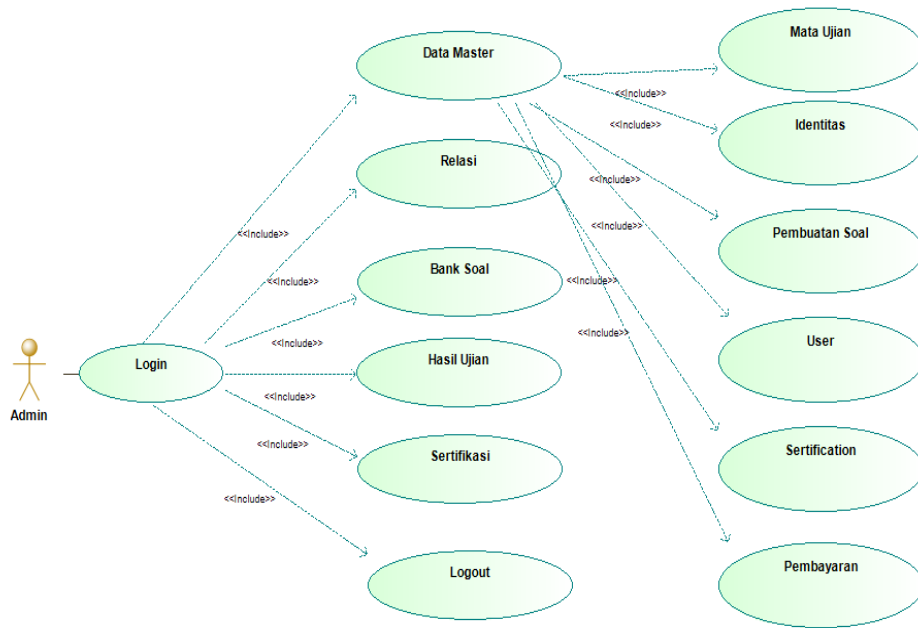 Data Master
Mata Ujian
<<Include>>
Identitas
<<Include>>
Relasi
<<Include>>
Pembuatan Soal
<<Include>>
<<Include>>
Bank Soal
<<Include>>
<<Include>>
<<Include>>
User
<<Include>>
Login
Hasil Ujian
<<Include>>
Admin
<<Include>>
Sertifikasi
Sertification
<<Include>>
Logout
Pembayaran